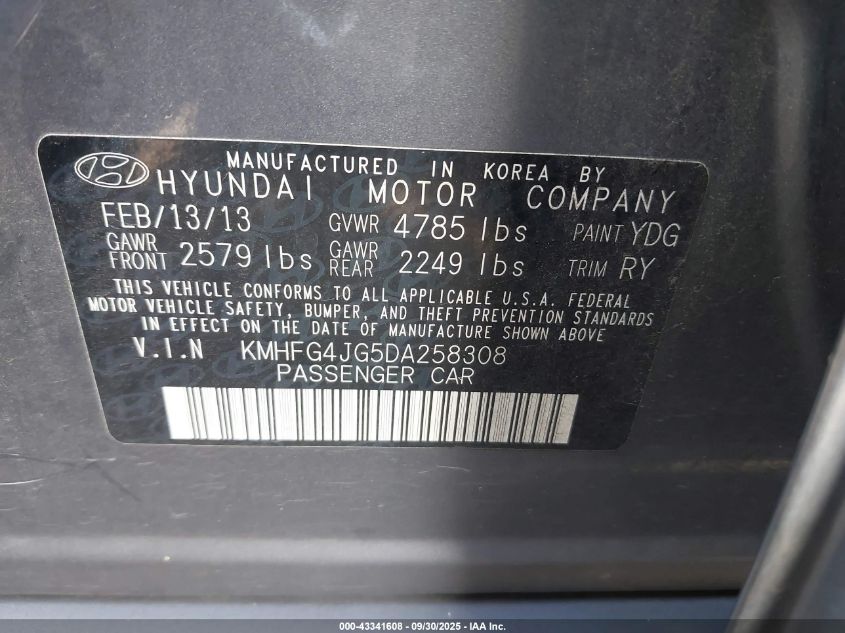 MANUFACTURED IN KOREA BY
HYUNDAI MOTOR COMPANY
FEB/13/13 GVWR 4785 lbs PAINT YDG
GAWR FRONT 2579 lbs GAWR REAR 2249 lbs TRIM RY
THIS VEHICLE CONFORMS TO ALL APPLICABLE U.S.A. FEDERAL
MOTOR VEHICLE SAFETY, BUMPER, AND THEFT PREVENTION STANDARDS
IN EFFECT ON THE DATE OF MANUFACTURE SHOWN ABOVE
V.I.N KMHFG4JG5DA258308
PASSENGER CAR
000-43341608 - 09/30/2025 - IAA Inc.